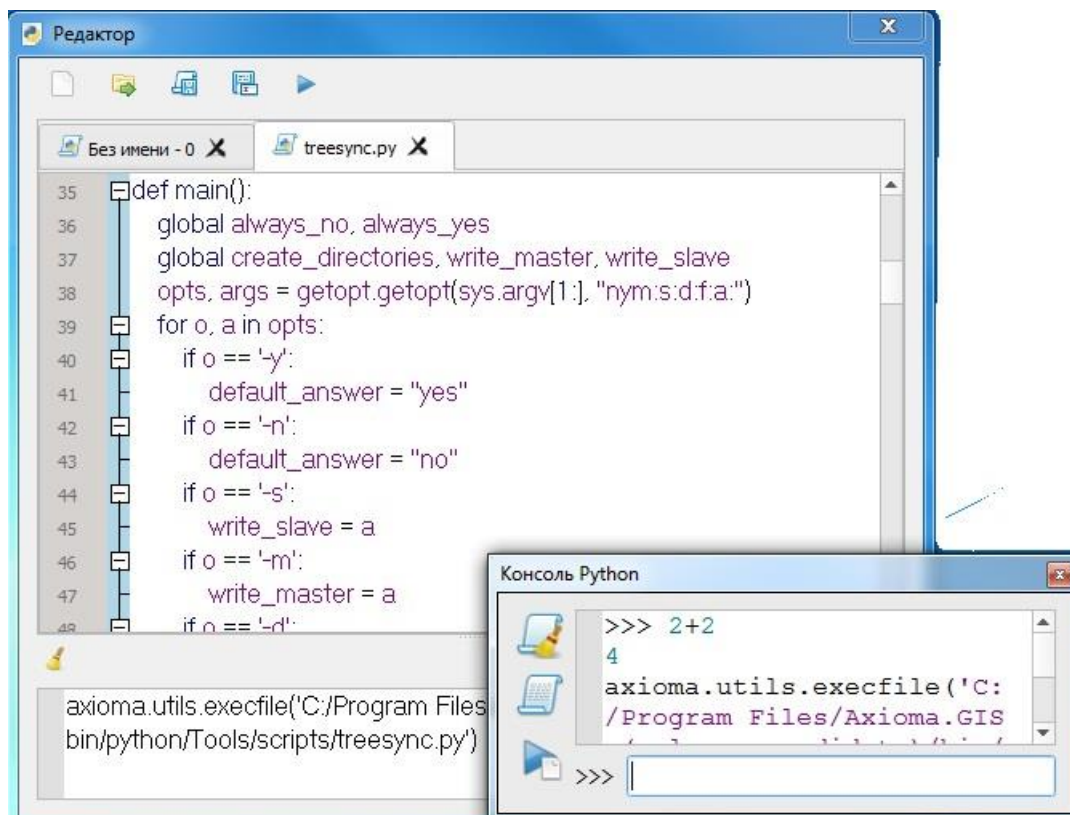 Редактор
Без имени - 0
treesync.py
35 def main():
36 global always_no, always_yes
37 global create_directories, write_master, write_slave
38 opts, args = getopt.getopt(sys.argv[1:], "nym:s:d:f:a:")
39 for o, a in opts:
40 if o == '-y':
41 default_answer = "yes"
42 if o == '-n':
43 default_answer = "no"
44 if o == '-s':
45 write_slave = a
46 if o == '-m':
47 write_master = a
48 if o == '-d':
axioma.utils.execfile('C:/Program Files
bin/python/Tools/scripts/treesync.py')
Консоль Python
>>> 2+2
4
axioma.utils.execfile('C:
/Program Files/Axioma.GIS
>>>